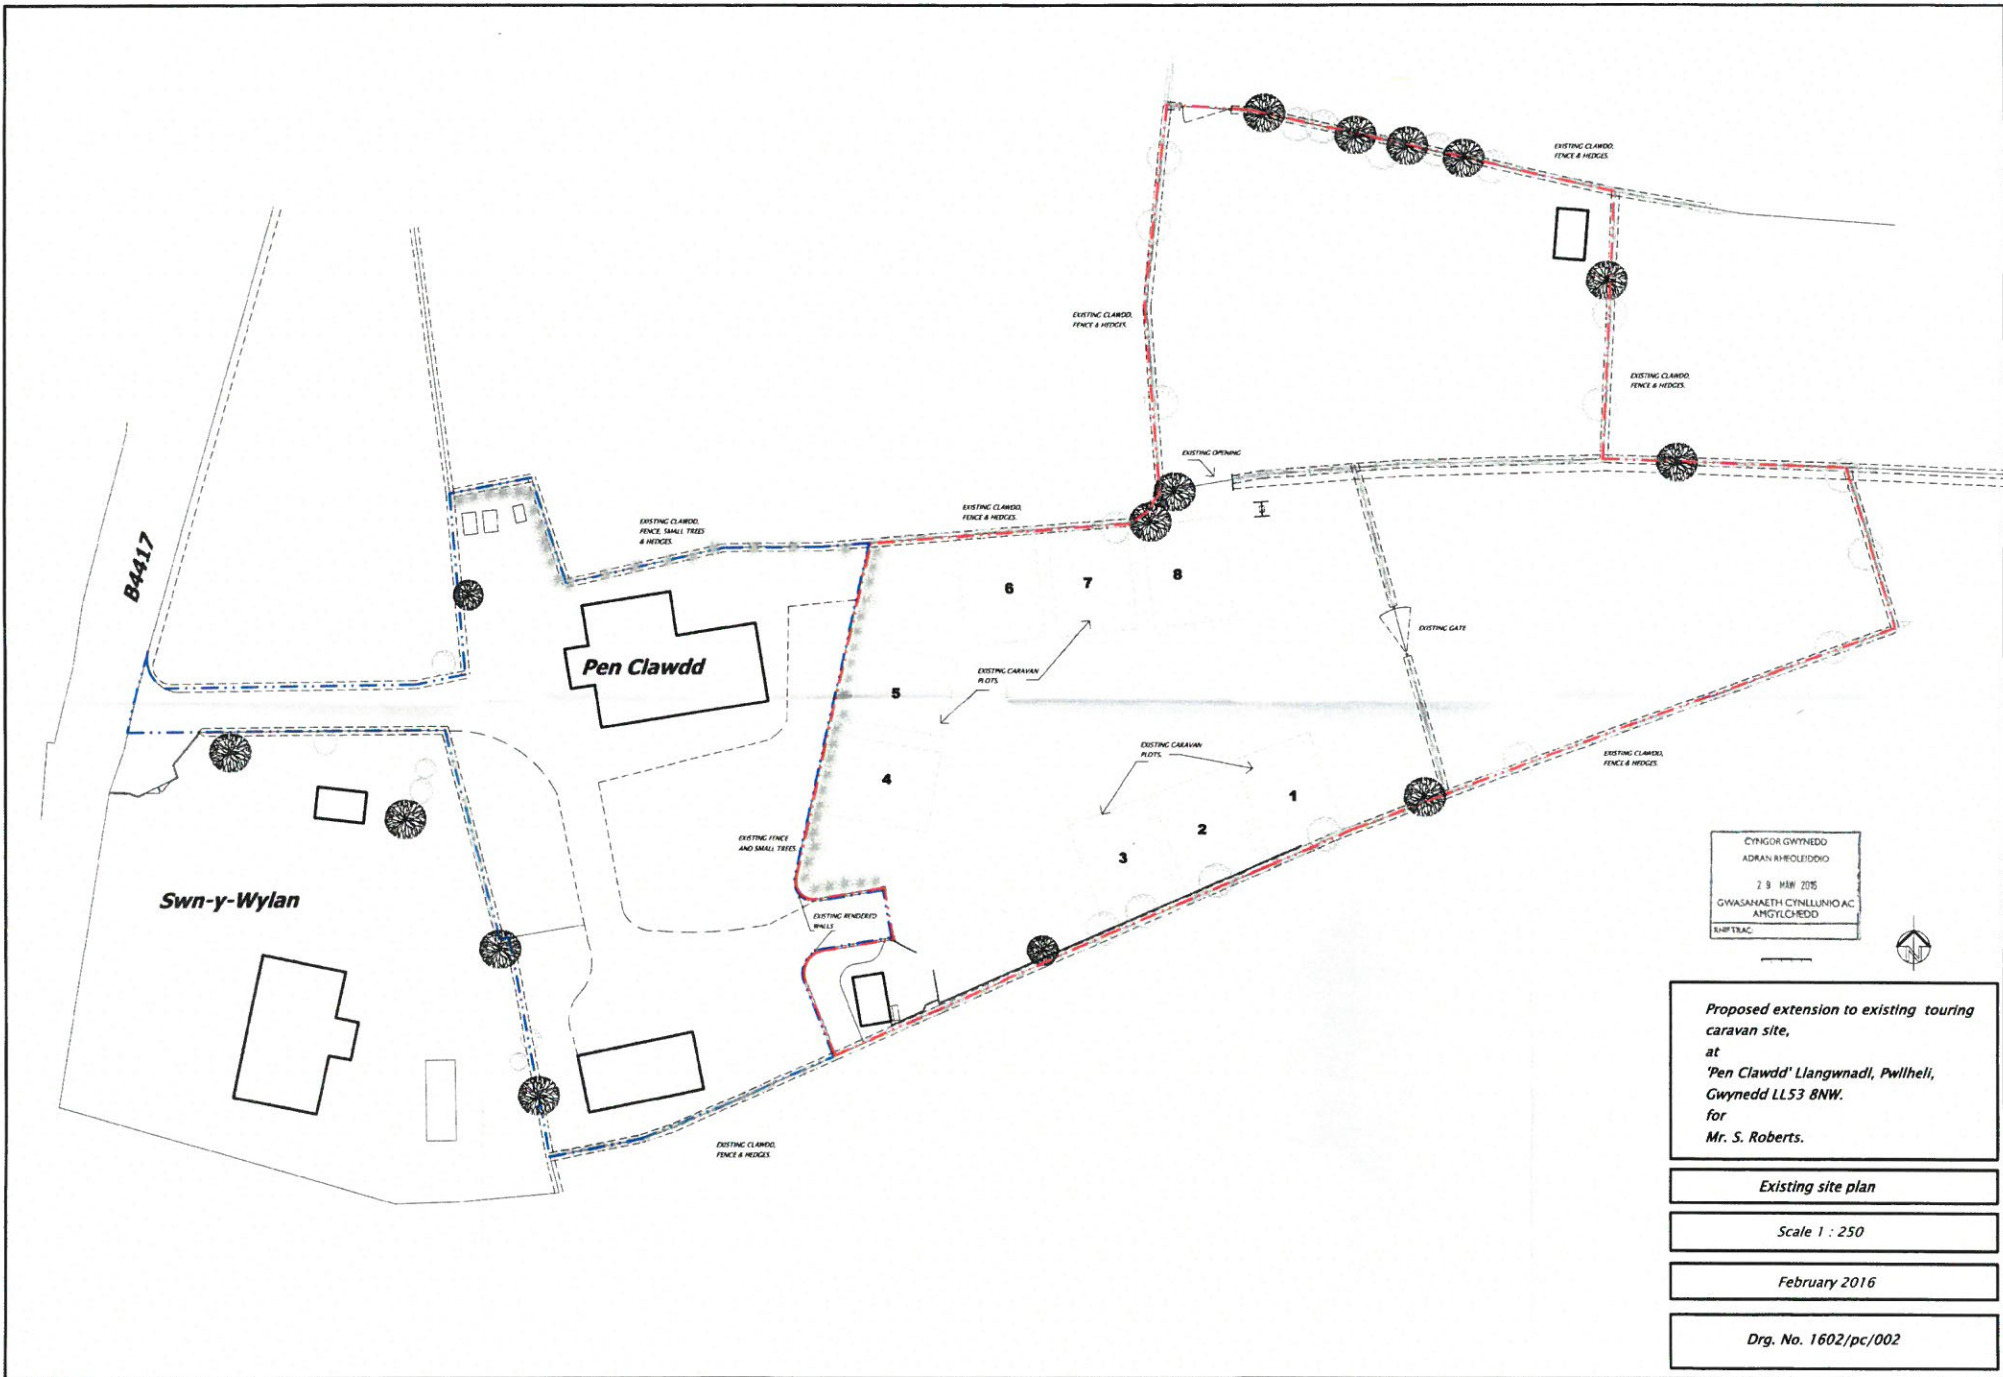 EXISTING CLAWDD,
FENCE & HEDGES.
EXISTING CLAWDD,
FENCE & HEDGES.
EXISTING CLAWDD,
FENCE & HEDGES.
EXISTING OPENING
EXISTING CLAWDD,
FENCE & HEDGES.
EXISTING CLAWDD,
FENCE, SMALL TREES
& HEDGES.
B4417
6
7
8
EXISTING GATE
Pen Clawdd
EXISTING CARAVAN
PLOTS.
5
EXISTING CARAVAN
PLOTS.
EXISTING CLAWDD,
FENCE & HEDGES.
4
1
2
3
EXISTING FENCE
AND SMALL TREES.
Swn-y-Wylan
EXISTING RENDERED
WALLS
EXISTING CLAWDD,
FENCE & HEDGES.
CYNGOR GWYNEDD
ADRAN RHEOLEIDDIO
GWASANAETH CYNLLUNIO AC
AMGYLCHEDD
N
Proposed extension to existing touring
caravan site,
at
'Pen Clawdd' Llangwnadl, Pwllheli,
Gwynedd LL53 8NW.
for
Mr. S. Roberts.
Existing site plan
Scale 1 : 250
February 2016
Drg. No. 1602/pc/002